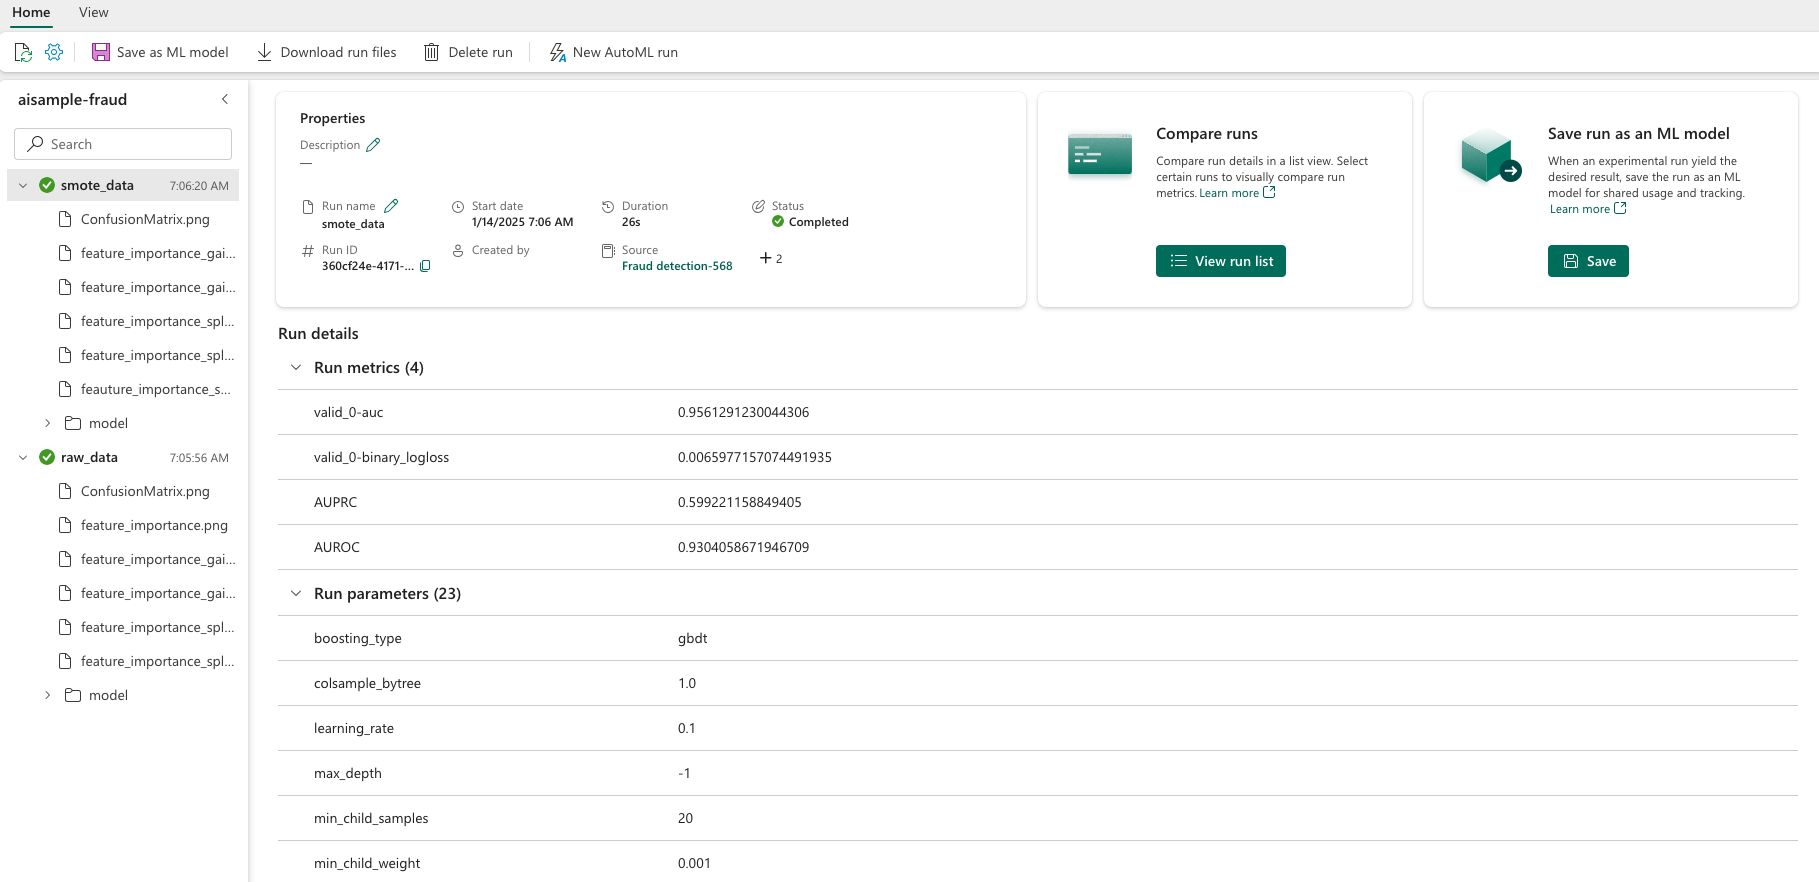 Home View
Save as ML model Download run files Delete run New AutoML run
aisample-fraud
Search
smote_data 7:06:20 AM
ConfusionMatrix.png
feature_importance_gai...
feature_importance_gai...
feature_importance_spl...
feature_importance_spl...
feauture_importance_s...
model
raw_data 7:05:56 AM
ConfusionMatrix.png
feature_importance.png
feature_importance_gai...
feature_importance_gai...
feature_importance_spl...
feature_importance_spl...
model
Properties
Description
—
Run name
smote_data
Start date
1/14/2025 7:06 AM
Duration
26s
Status
Completed
Run ID
360cf24e-4171-...
Created by
Source
Fraud detection-568
+ 2
Compare runs
Compare run details in a list view. Select
certain runs to visually compare run
metrics. Learn more
View run list
Save run as an ML model
When an experimental run yield the
desired result, save the run as an ML
model for shared usage and tracking.
Learn more
Save
Run details
Run metrics (4)
valid_0-auc 0.9561291230044306
valid_0-binary_logloss 0.0065977157074491935
AUPRC 0.599221158849405
AUROC 0.9304058671946709
Run parameters (23)
boosting_type gbdt
colsample_bytree 1.0
learning_rate 0.1
max_depth -1
min_child_samples 20
min_child_weight 0.001